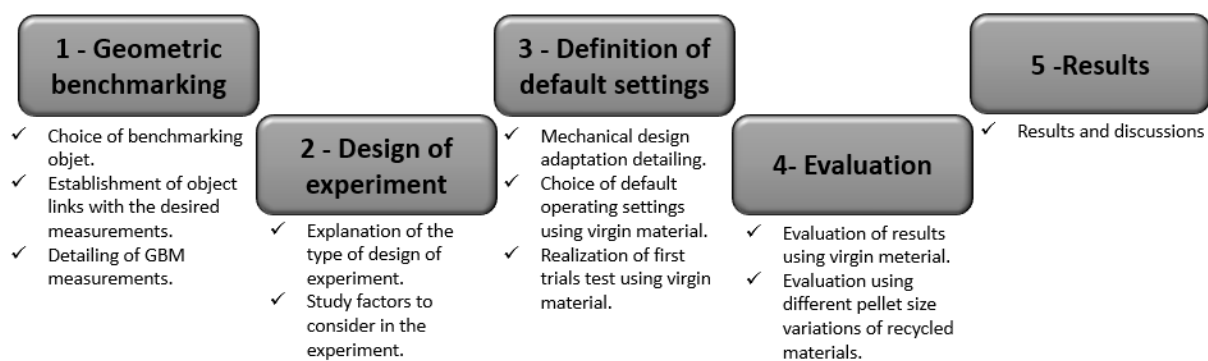 1 - Geometric
benchmarking
✓ Choice of benchmarking
objet.
✓ Establishment of object
links with the desired
measurements.
✓ Detailing of GBM
measurements.
2 - Design of
experiment
✓ Explanation of the
type of design of
experiment.
✓ Study factors to
consider in the
experiment.
3 - Definition of
default settings
✓ Mechanical design
adaptation detailing.
✓ Choice of default
operating settings
using virgin material.
✓ Realization of first
trials test using virgin
material.
4- Evaluation
✓ Evaluation of results
using virgin meterial.
✓ Evaluation using
different pellet size
variations of recycled
materials.
5 -Results
✓ Results and discussions